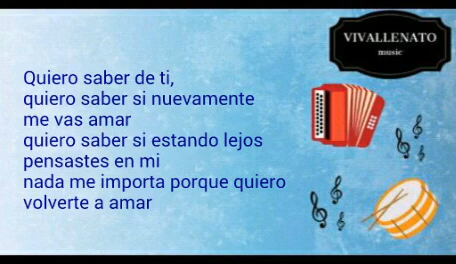 VIVALLENATO
music
Quiero saber de ti,
quiero saber si nuevamente
me vas amar
quiero saber si estando lejos
pensastes en mi
nada me importa porque quiero
volverte a amar